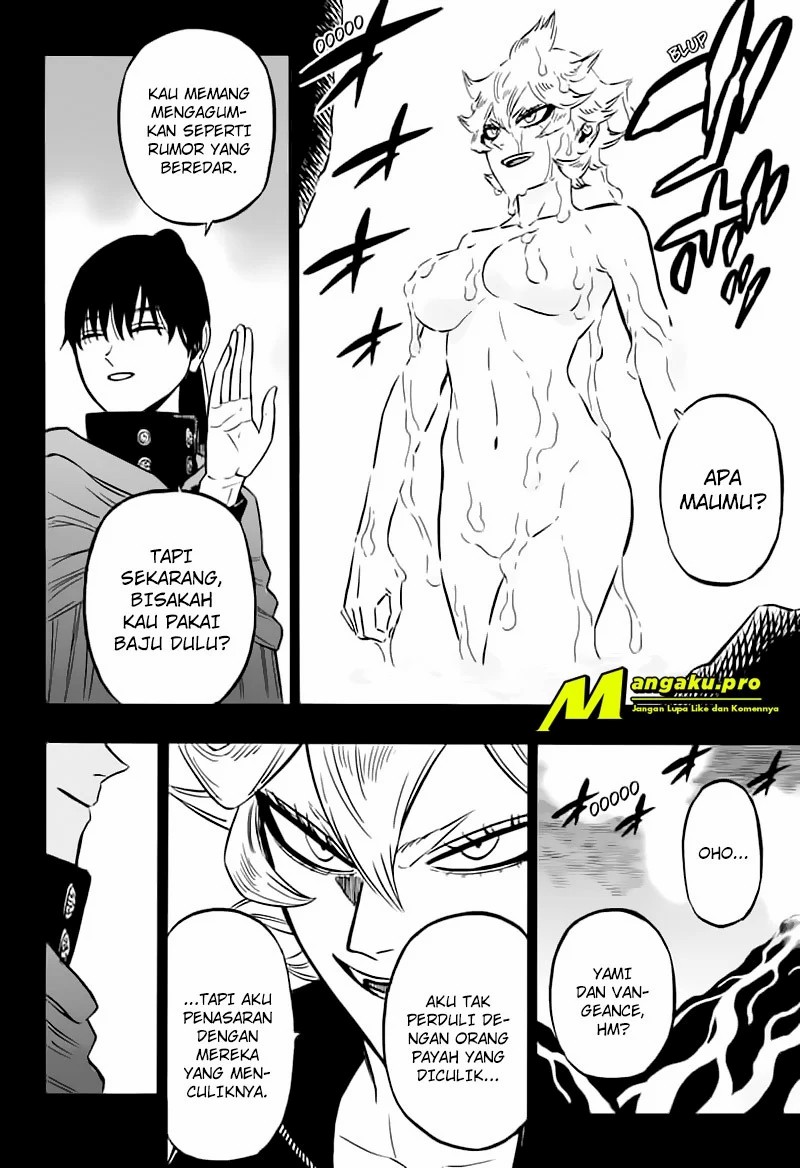 OOOOO
BLUP
KAU MEMANG
MENGAGUM-
KAN SEPERTI
RUMOR YANG
BEREDAR.
APA
MAUMU?
TAPI
SEKARANG,
BISAKAH
KAU PAKAI
BAJU DULU?
Mangaku.pro
Jangan Lupa Like dan Komennya
OOOOO
OHO...
YAMI
DAN VAN-
GEANCE,
HM?
AKU TAK
PERDULI DE-
NGAN ORANG
PAYAH YANG
DICULIK...
...TAPI AKU
PENASARAN
DENGAN
MEREKA
YANG MEN-
CULIKNYA.